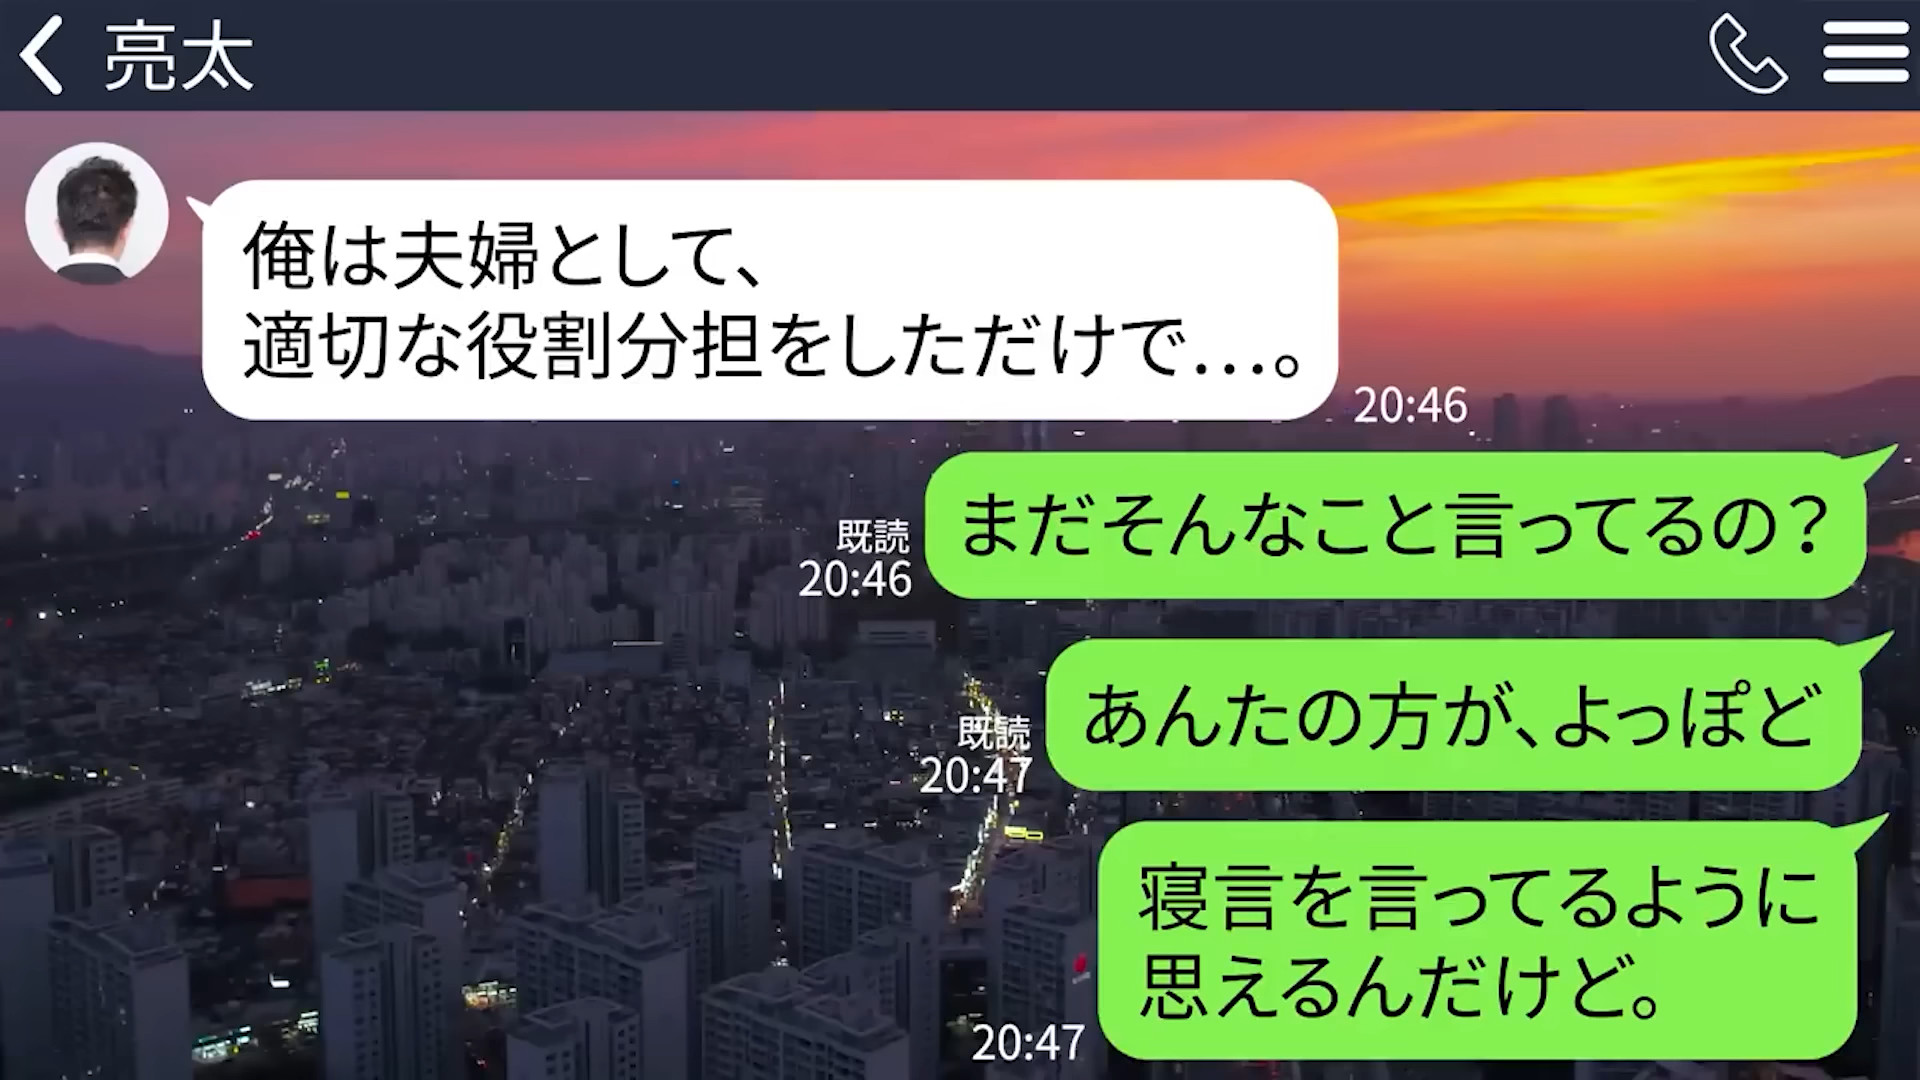 亮太
俺は夫婦として、
適切な役割分担をしただけで…。
20:46
まだそんなこと言ってるの？
既読
20:46
あんたの方が、よっぽど
既読
20:47
寝言を言ってるように
思えるんだけど。
20:47